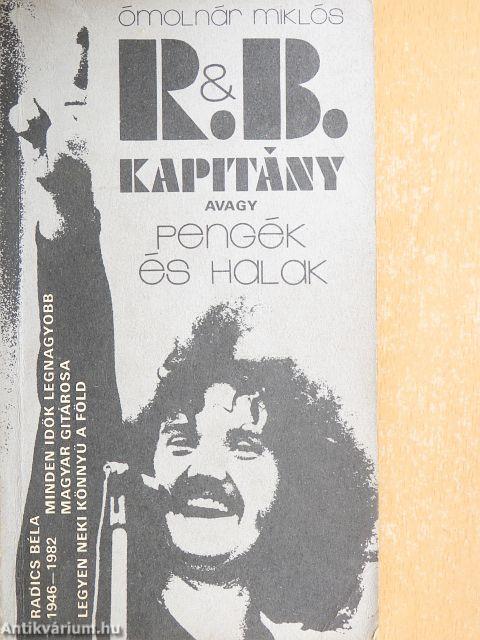 ómolnár miklós
R.&B.
KAPITÁNY
AVAGY
PENGÉK
ÉS HALAK
RADICS BÉLA
1946–1982
MINDEN IDŐK LEGNAGYOBB
MAGYAR GITÁROSA
LEGYEN NEKI KÖNNYŰ A FÖLD
Antikvárium.hu